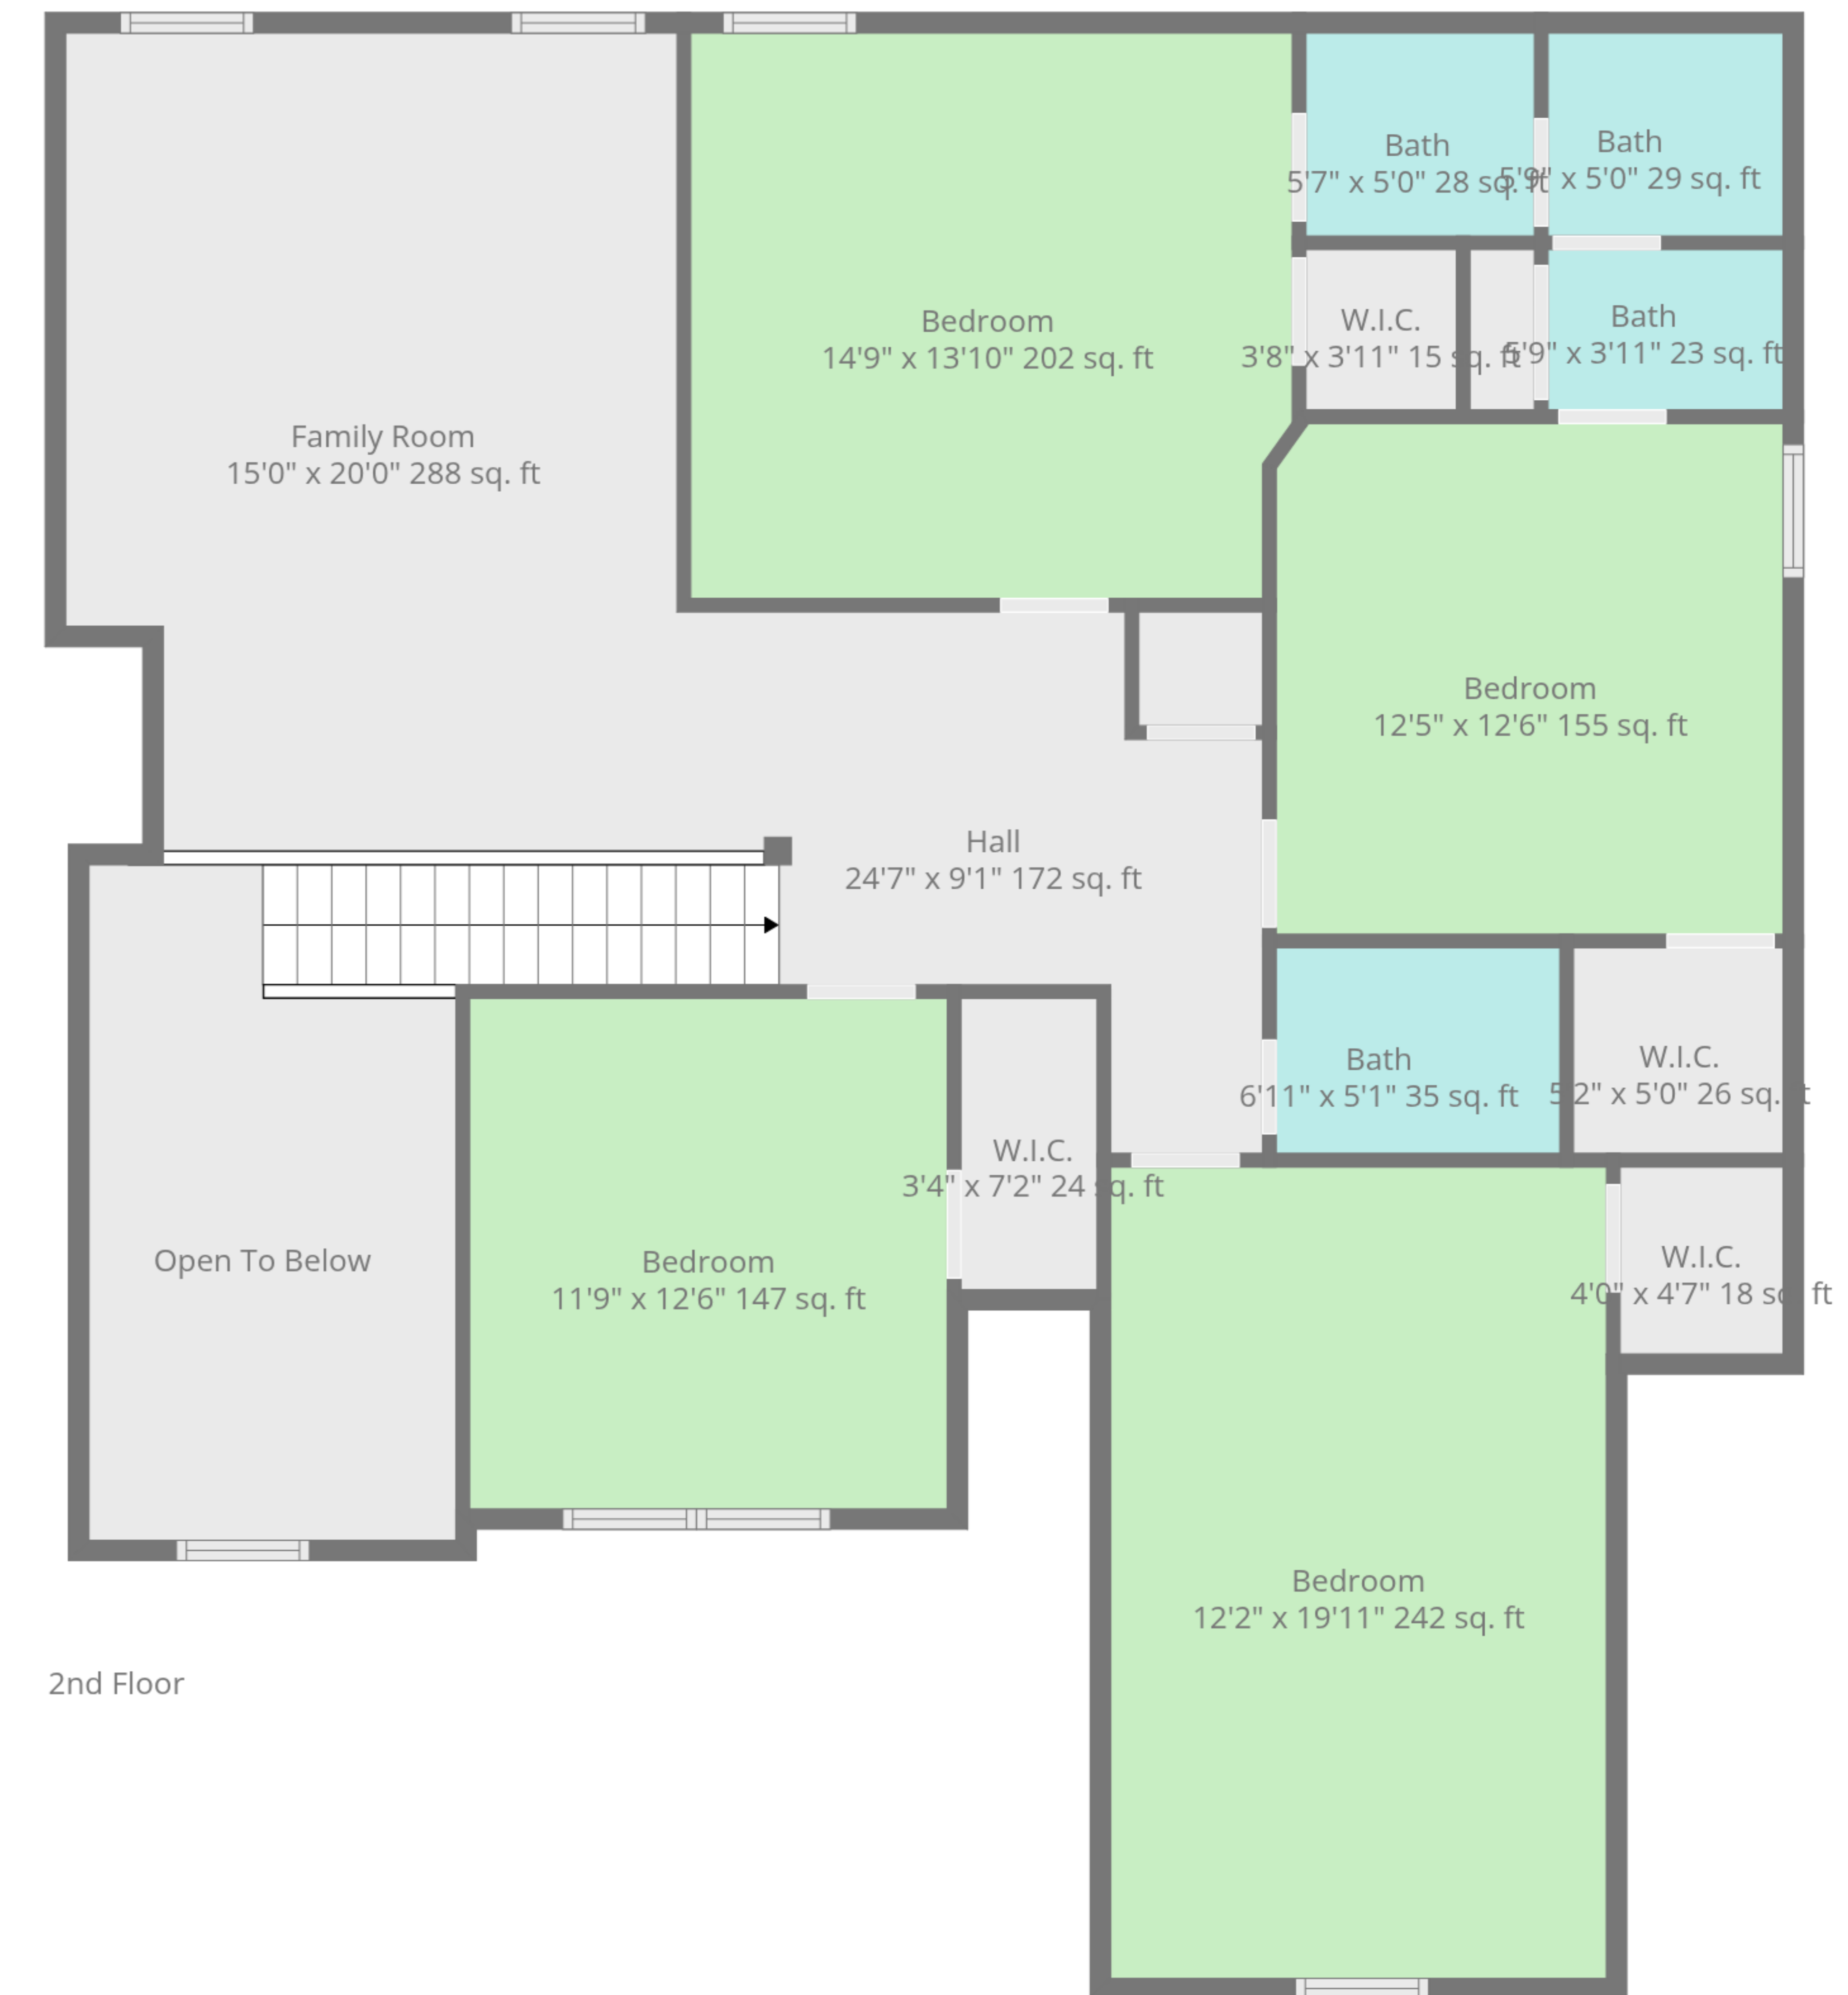 Bath
5'7" x 5'0" 28 sq. ft
Bath
5'9" x 5'0" 29 sq. ft
Bedroom
14'9" x 13'10" 202 sq. ft
W.I.C.
3'8" x 3'11" 15 sq. ft
Bath
5'9" x 3'11" 23 sq. ft
Family Room
15'0" x 20'0" 288 sq. ft
Bedroom
12'5" x 12'6" 155 sq. ft
Hall
24'7" x 9'1" 172 sq. ft
Bath
6'11" x 5'1" 35 sq. ft
W.I.C.
5'2" x 5'0" 26 sq. ft
W.I.C.
3'4" x 7'2" 24 sq. ft
Open To Below
Bedroom
11'9" x 12'6" 147 sq. ft
W.I.C.
4'0" x 4'7" 18 sq. ft
Bedroom
12'2" x 19'11" 242 sq. ft
2nd Floor